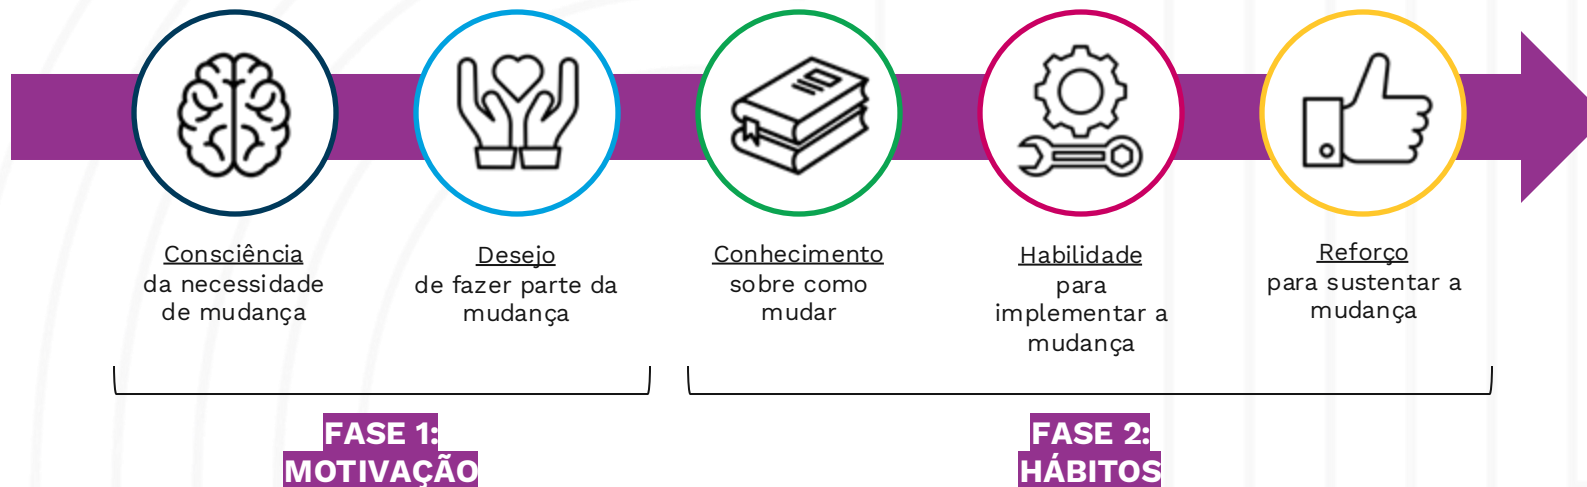 Consciência
da necessidade
de mudança
Desejo
de fazer parte da
mudança
Conhecimento
sobre como
mudar
Habilidade
para
implementar a
mudança
Reforço
para sustentar a
mudança
FASE 1:
MOTIVAÇÃO
FASE 2:
HÁBITOS